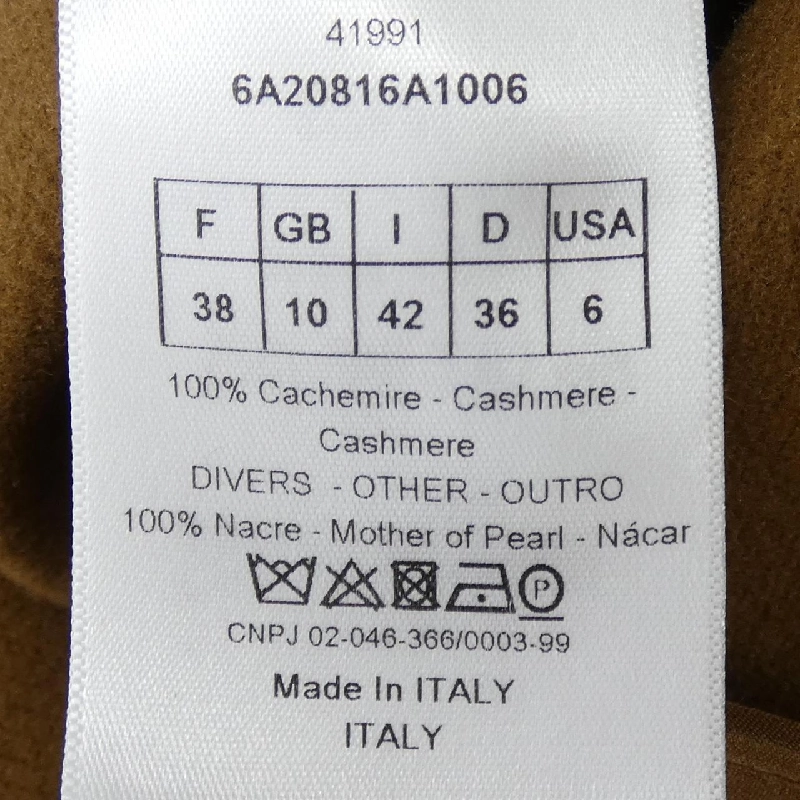 41991
6A20816A1006
F GB I D USA
38 10 42 36 6
100% Cachemire - Cashmere -
Cashmere
DIVERS - OTHER - OUTRO
100% Nacre - Mother of Pearl - Nácar
P
CNPJ 02-046-366/0003-99
Made In ITALY
ITALY